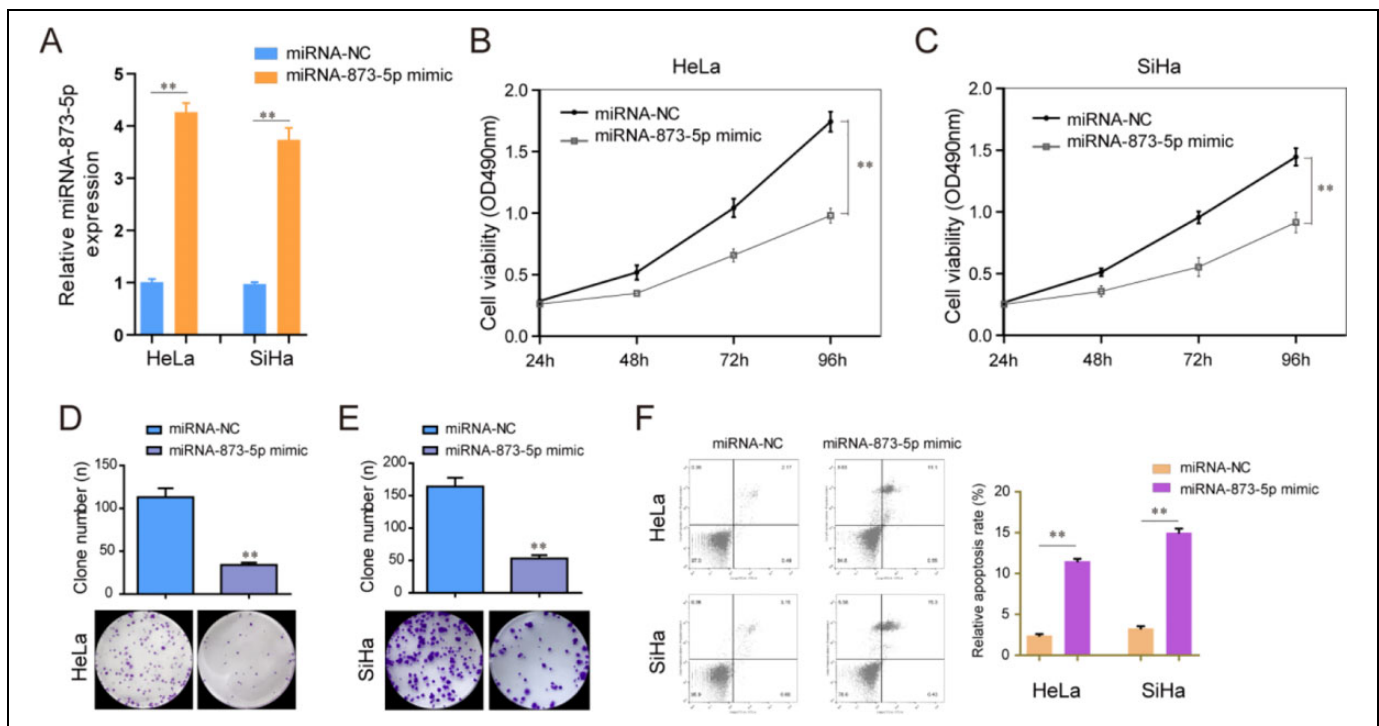 A
miRNA-NC
miRNA-873-5p mimic
Relative miRNA-873-5p
expression
5
4
3
2
1
0
**
**
HeLa
SiHa
B
HeLa
Cell viability (OD490nm)
2.0
1.5
1.0
0.5
0.0
miRNA-NC
miRNA-873-5p mimic
**
24h
48h
72h
96h
C
SiHa
Cell viability (OD490nm)
2.0
1.5
1.0
0.5
0.0
miRNA-NC
miRNA-873-5p mimic
**
24h
48h
72h
96h
D
miRNA-NC
miRNA-873-5p mimic
Clone number (n)
150
100
50
0
**
HeLa
E
miRNA-NC
miRNA-873-5p mimic
Clone number (n)
200
150
100
50
0
**
SiHa
F
miRNA-NC
miRNA-873-5p mimic
HeLa
SiHa
miRNA-NC
miRNA-873-5p mimic
Relative apoptosis rate (%)
20
15
10
5
0
**
**
HeLa
SiHa